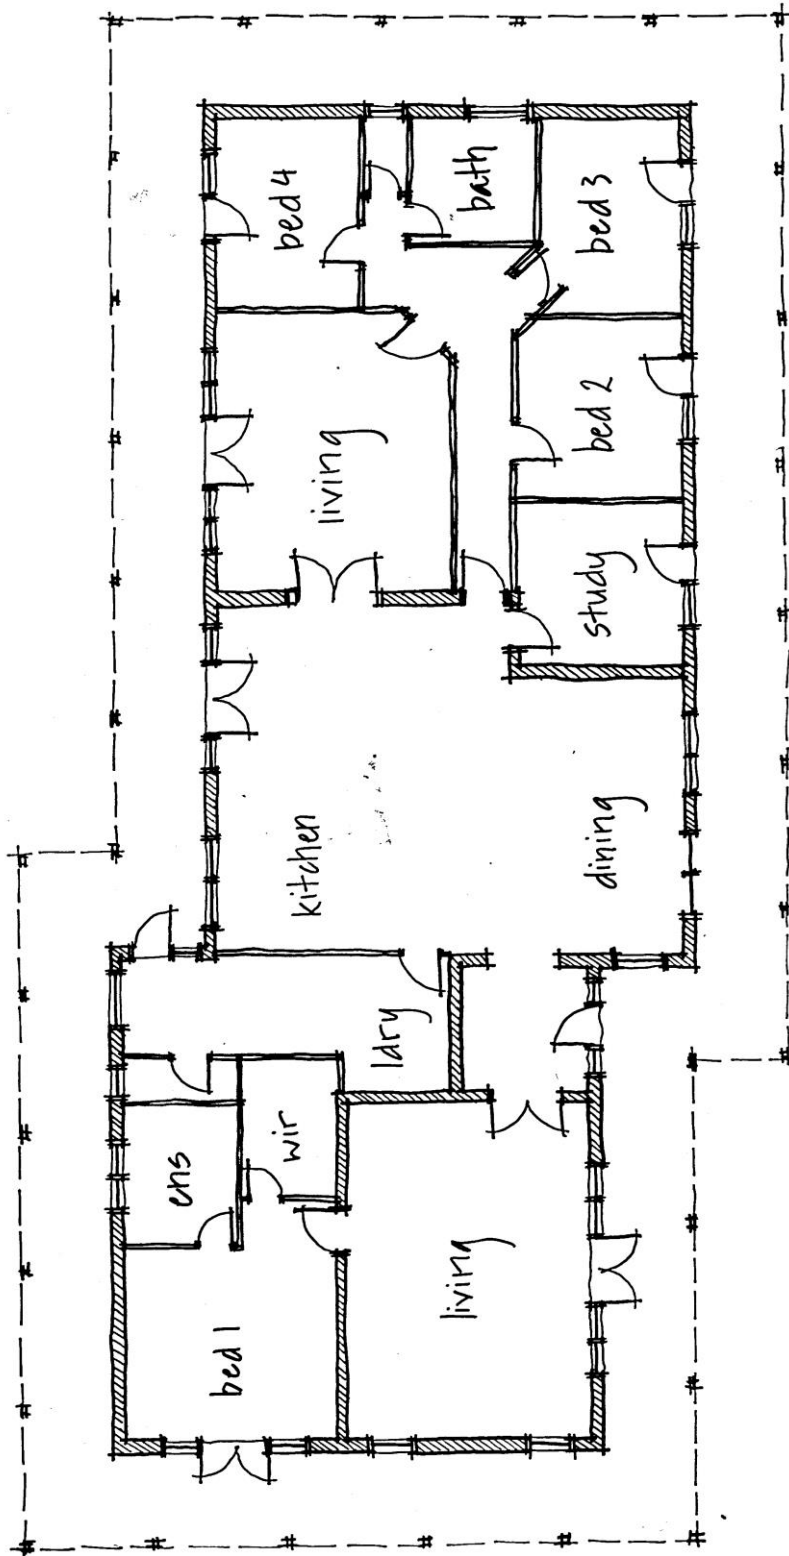 bed 4
bath
bed 3
living
bed 2
study
kitchen
dining
ldry
ens
wir
bed 1
living